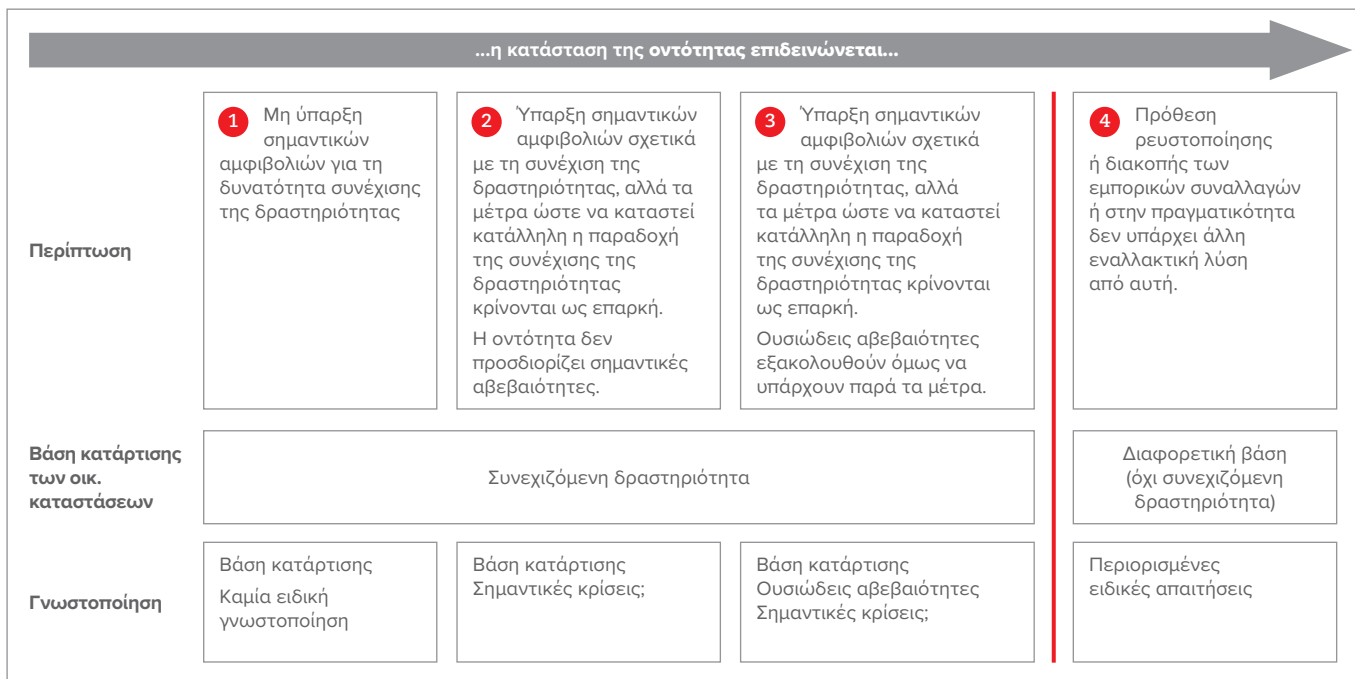 ...η κατάσταση της οντότητας επιδεινώνεται...
Περίπτωση
1 Μη ύπαρξη
σημαντικών
αμφιβολιών για τη
δυνατότητα συνέχισης
της δραστηριότητας
2 Ύπαρξη σημαντικών
αμφιβολιών σχετικά
με τη συνέχιση της
δραστηριότητας, αλλά τα
μέτρα ώστε να καταστεί
κατάλληλη η παραδοχή
της συνέχισης της
δραστηριότητας
κρίνονται ως επαρκή.
Η οντότητα δεν
προσδιορίζει σημαντικές
αβεβαιότητες.
3 Ύπαρξη σημαντικών
αμφιβολιών σχετικά
με τη συνέχιση της
δραστηριότητας, αλλά
τα μέτρα ώστε να καταστεί
κατάλληλη η παραδοχή
της συνέχισης της
δραστηριότητας κρίνονται
ως επαρκή.
Ουσιώδεις αβεβαιότητες
εξακολουθούν όμως να
υπάρχουν παρά τα μέτρα.
4 Πρόθεση
ρευστοποίησης
ή διακοπής των
εμπορικών συναλλαγών
ή στην πραγματικότητα
δεν υπάρχει άλλη
εναλλακτική λύση
από αυτή.
Βάση κατάρτισης
των οικ.
καταστάσεων
Συνεχιζόμενη δραστηριότητα
Διαφορετική βάση
(όχι συνεχιζόμενη
δραστηριότητα)
Γνωστοποίηση
Βάση κατάρτισης
Καμία ειδική
γνωστοποίηση
Βάση κατάρτισης
Σημαντικές κρίσεις;
Βάση κατάρτισης
Ουσιώδεις αβεβαιότητες
Σημαντικές κρίσεις;
Περιορισμένες
ειδικές απαιτήσεις